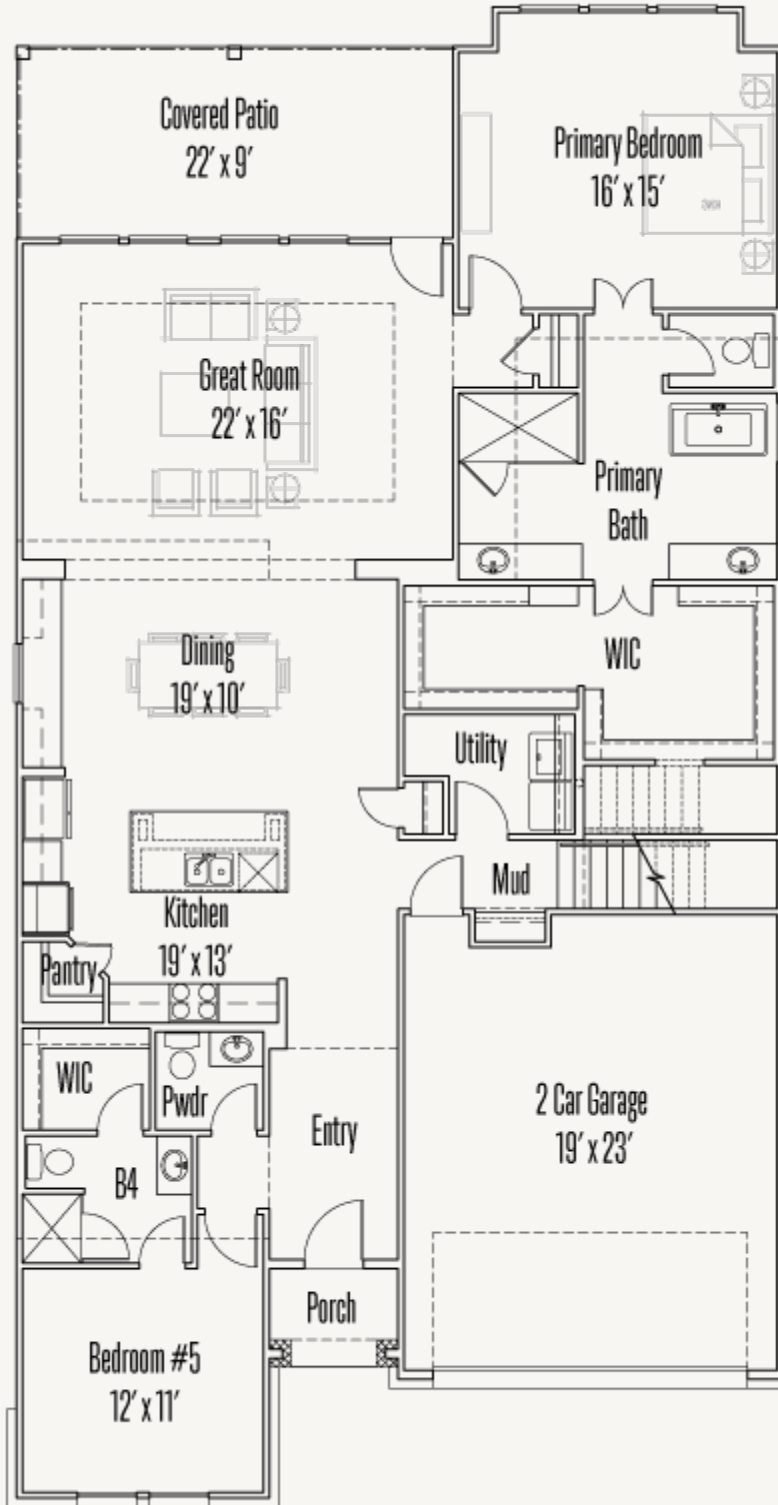 Covered Patio
22' x 9'
Primary Bedroom
16' x 15'
Great Room
22' x 16'
Primary
Bath
Dining
19' x 10'
WIC
Utility
Mud
Kitchen
19' x 13'
Pantry
WIC
Pwdr
Entry
2 Car Garage
19' x 23'
B4
Porch
Bedroom #5
12' x 11'